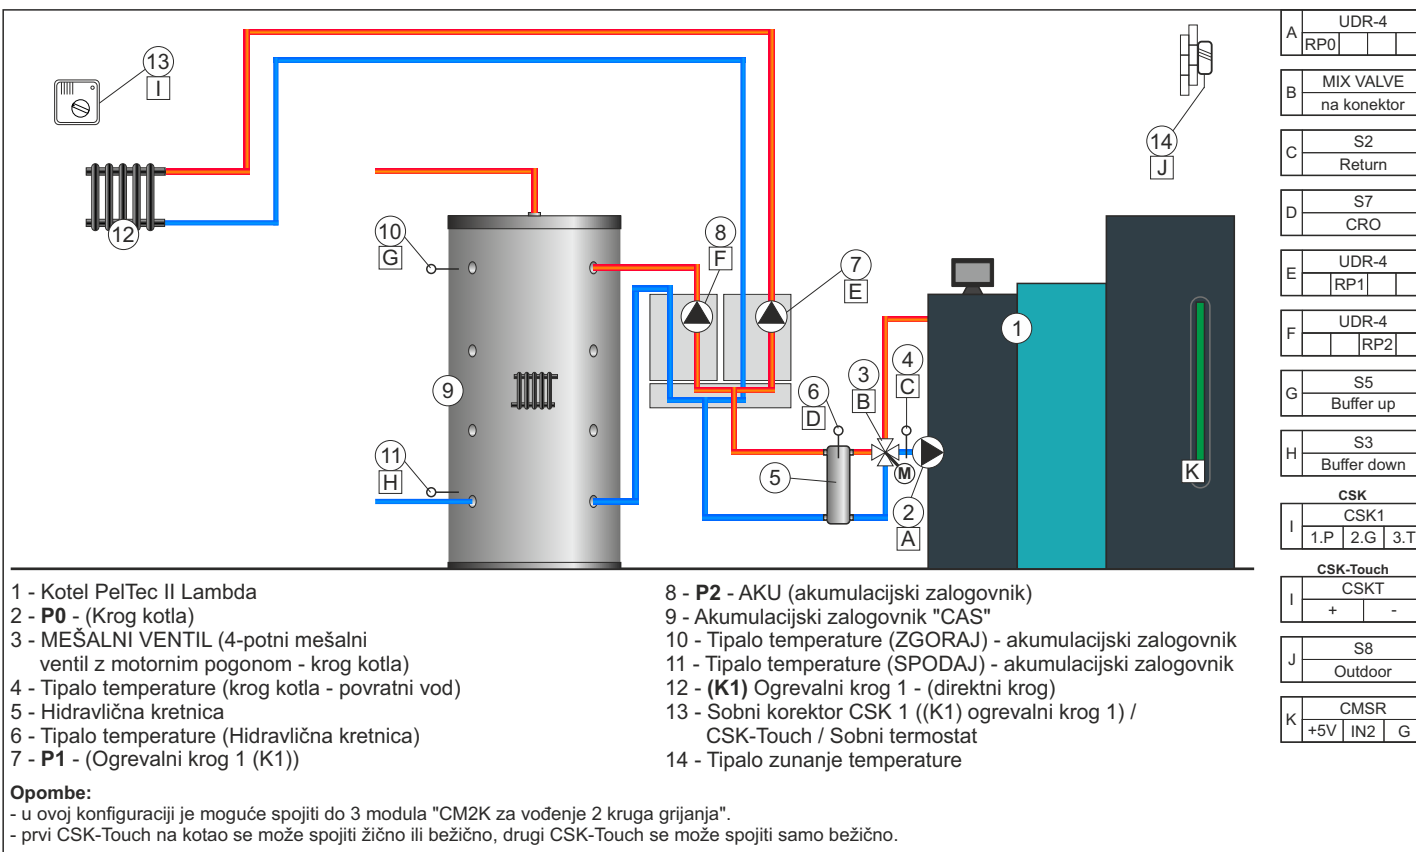 13
I
12
10
G
9
11
H
8
F
7
E
6
D
5
3
B
4
C
M
2
A
1
14
J
K
A
UDR-4
RP0
B
MIX VALVE
na konektor
C
S2
Return
D
S7
CRO
E
UDR-4
RP1
F
UDR-4
RP2
G
S5
Buffer up
H
S3
Buffer down
CSK
I
CSK1
1.P 2.G 3.T
CSK-Touch
I
CSKT
+ -
J
S8
Outdoor
K
CMSR
+5V IN2 G
1 - Kotel PelTec II Lambda
2 - P0 - (Krog kotla)
3 - MEŠALNI VENTIL (4-potni mešalni
ventil z motornim pogonom - krog kotla)
4 - Tipalo temperature (krog kotla - povratni vod)
5 - Hidravlična kretnica
6 - Tipalo temperature (Hidravlična kretnica)
7 - P1 - (Ogrevalni krog 1 (K1))
8 - P2 - AKU (akumulacijski zalogovnik)
9 - Akumulacijski zalogovnik "CAS"
10 - Tipalo temperature (ZGORAJ) - akumulacijski zalogovnik
11 - Tipalo temperature (SPODAJ) - akumulacijski zalogovnik
12 - (K1) Ogrevalni krog 1 - (direktni krog)
13 - Sobni korektor CSK 1 ((K1) ogrevalni krog 1) /
CSK-Touch / Sobni termostat
14 - Tipalo zunanje temperature
Opombe:
- u ovoj konfiguraciji je moguće spojiti do 3 modula "CM2K za vođenje 2 kruga grijanja".
- prvi CSK-Touch na kotao se može spojiti žično ili bežično, drugi CSK-Touch se može spojiti samo bežično.